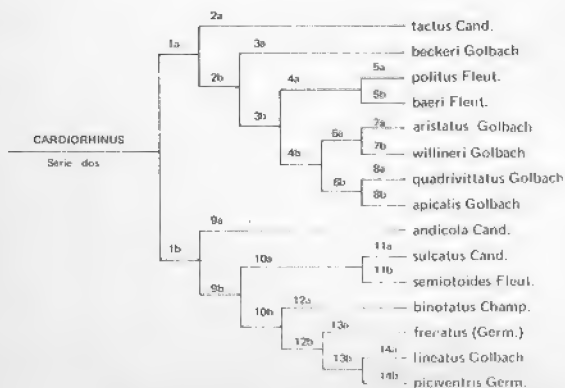 2a
tactus Cand.
1a
3a
beckeri Golbach
2b
5a
4a
politus Fleut.
5b
3b
baeri Fleut.
7a
6a
aristatus Golbach
CARDIORHINUS
4b
7b
willineri Golbach
Série dos
8a
6b
quadrivittatus Golbach
8b
apicalis Golbach
9a
andicola Cand.
1b
11a
10a
sulcatus Cand.
9b
11b
semiotoides Fleut.
12a
binotatus Champ.
10b
13a
frenatus (Germ.)
12b
14a
13b
lineatus Golbach
14b
piciventris Germ.